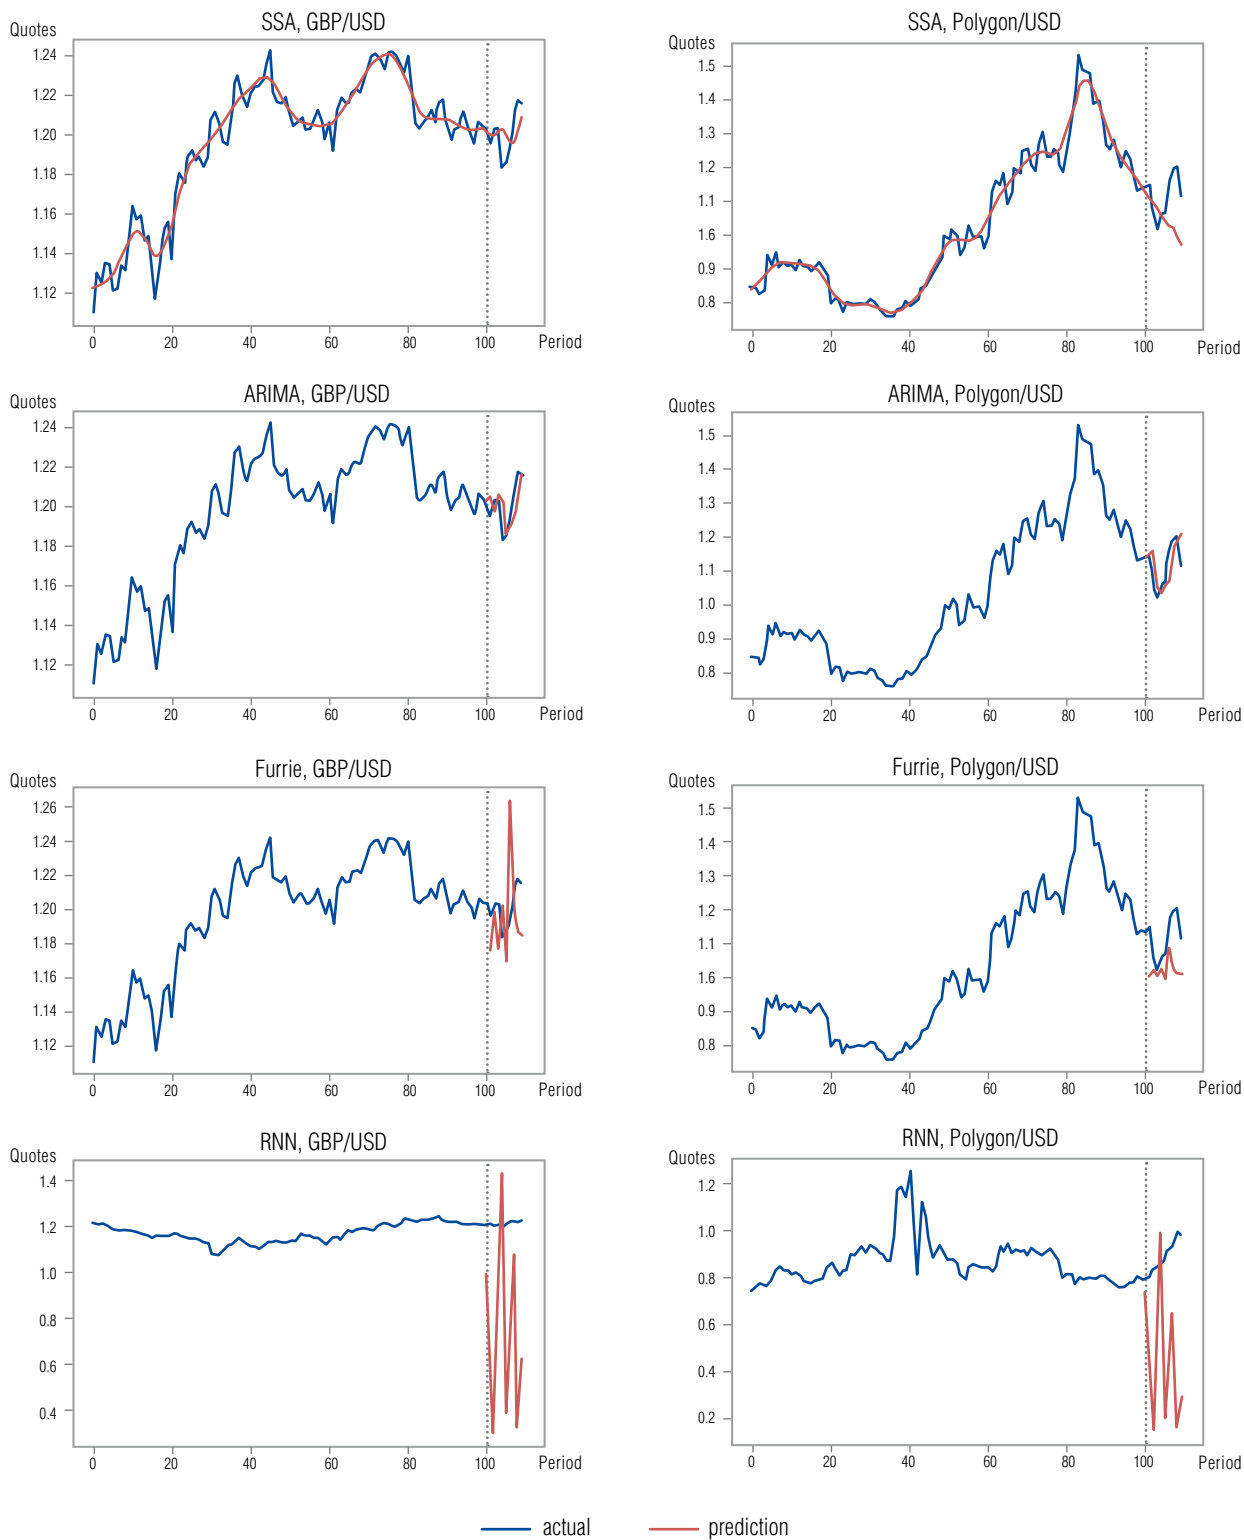 SSA, GBP/USD
Quotes
1.24
1.22
1.20
1.18
1.16
1.14
1.12
0 20 40 60 80 100 Period
SSA, Polygon/USD
Quotes
1.5
1.4
1.3
1.2
1.1
1.6
0.9
0.8
0 20 40 60 80 100 Period
ARIMA, GBP/USD
Quotes
1.24
1.22
1.20
1.18
1.16
1.14
1.12
0 20 40 60 80 100 Period
ARIMA, Polygon/USD
Quotes
1.5
1.4
1.3
1.2
1.1
1.0
0.9
0.8
0 20 40 60 80 100 Period
Furrie, GBP/USD
Quotes
1.26
1.24
1.22
1.20
1.18
1.16
1.14
1.12
0 20 40 60 80 100 Period
Furrie, Polygon/USD
Quotes
1.5
1.4
1.3
1.2
1.1
1.6
0.9
0.8
0 20 40 60 80 100 Period
RNN, GBP/USD
Quotes
1.4
1.2
1.0
0.8
0.6
0.4
0 20 40 60 80 100 Period
RNN, Polygon/USD
Quotes
1.2
1.0
0.8
0.6
0.4
0.2
0 20 40 60 80 100 Period
actual prediction